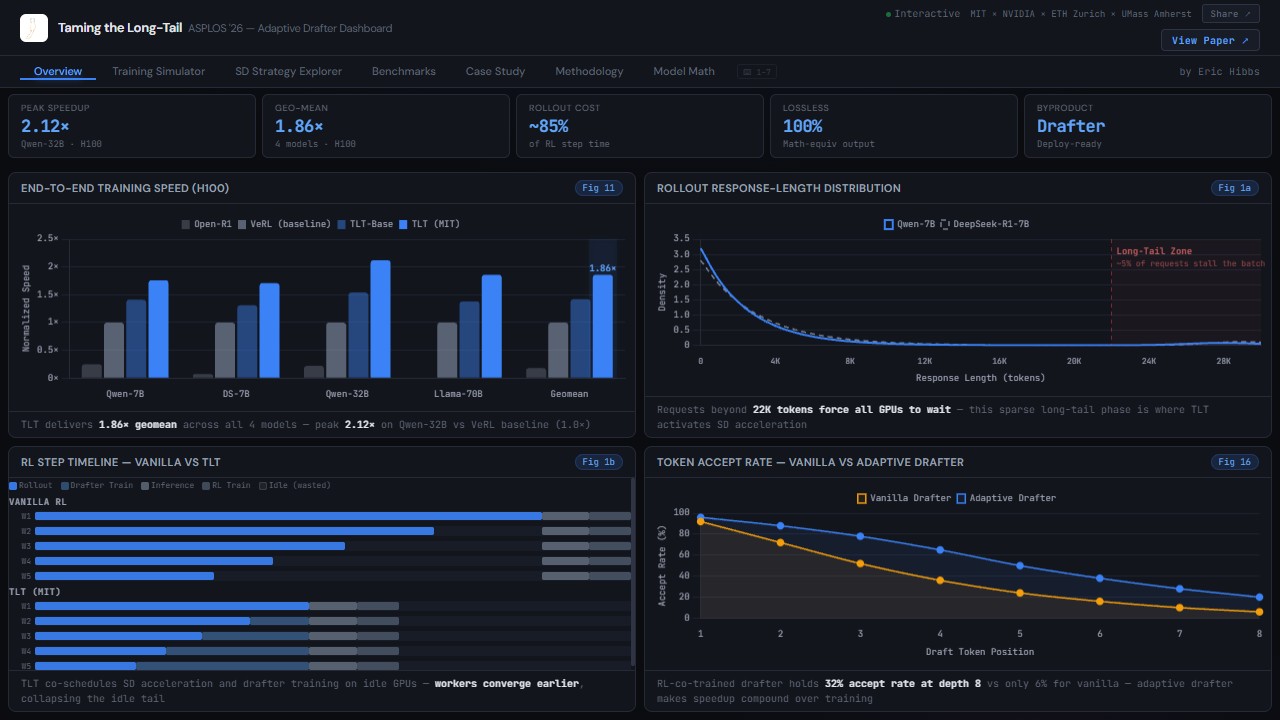 Taming the Long-Tail ASPLOS '26 — Adaptive Drafter Dashboard
Interactive MIT × NVIDIA × ETH Zurich × UMass Amherst Share ↗
View Paper ↗
Overview Training Simulator SD Strategy Explorer Benchmarks Case Study Methodology Model Math ⌨ 1-7 by Eric Hibbs
PEAK SPEEDUP
2.12×
Qwen-32B · H100
GEO-MEAN
1.86×
4 models · H100
ROLLOUT COST
~85%
of RL step time
LOSSLESS
100%
Math-equiv output
BYPRODUCT
Drafter
Deploy-ready
END-TO-END TRAINING SPEED (H100) Fig 11
Open-R1 VeRL (baseline) TLT-Base TLT (MIT)
Normalized Speed
2.5×
2×
1.5×
1×
0.5×
0×
1.86×
Qwen-7B DS-7B Qwen-32B Llama-70B Geomean
TLT delivers 1.86× geomean across all 4 models — peak 2.12× on Qwen-32B vs VeRL baseline (1.0×)
ROLLOUT RESPONSE-LENGTH DISTRIBUTION Fig 1a
Qwen-7B DeepSeek-R1-7B
Density
3.5
3.0
2.5
2.0
1.5
1.0
0.5
0
Long-Tail Zone
~5% of requests stall the batch
0 4K 8K 12K 16K 20K 24K 28K
Response Length (tokens)
Requests beyond 22K tokens force all GPUs to wait — this sparse long-tail phase is where TLT
activates SD acceleration
RL STEP TIMELINE — VANILLA VS TLT Fig 1b
Rollout Drafter Train Inference RL Train Idle (wasted)
VANILLA RL
W1
W2
W3
W4
W5
TLT (MIT)
W1
W2
W3
W4
W5
TLT co-schedules SD acceleration and drafter training on idle GPUs — workers converge earlier,
collapsing the idle tail
TOKEN ACCEPT RATE — VANILLA VS ADAPTIVE DRAFTER Fig 16
Vanilla Drafter Adaptive Drafter
Accept Rate (%)
100
80
60
40
20
0
1 2 3 4 5 6 7 8
Draft Token Position
RL-co-trained drafter holds 32% accept rate at depth 8 vs only 6% for vanilla — adaptive drafter
makes speedup compound over training